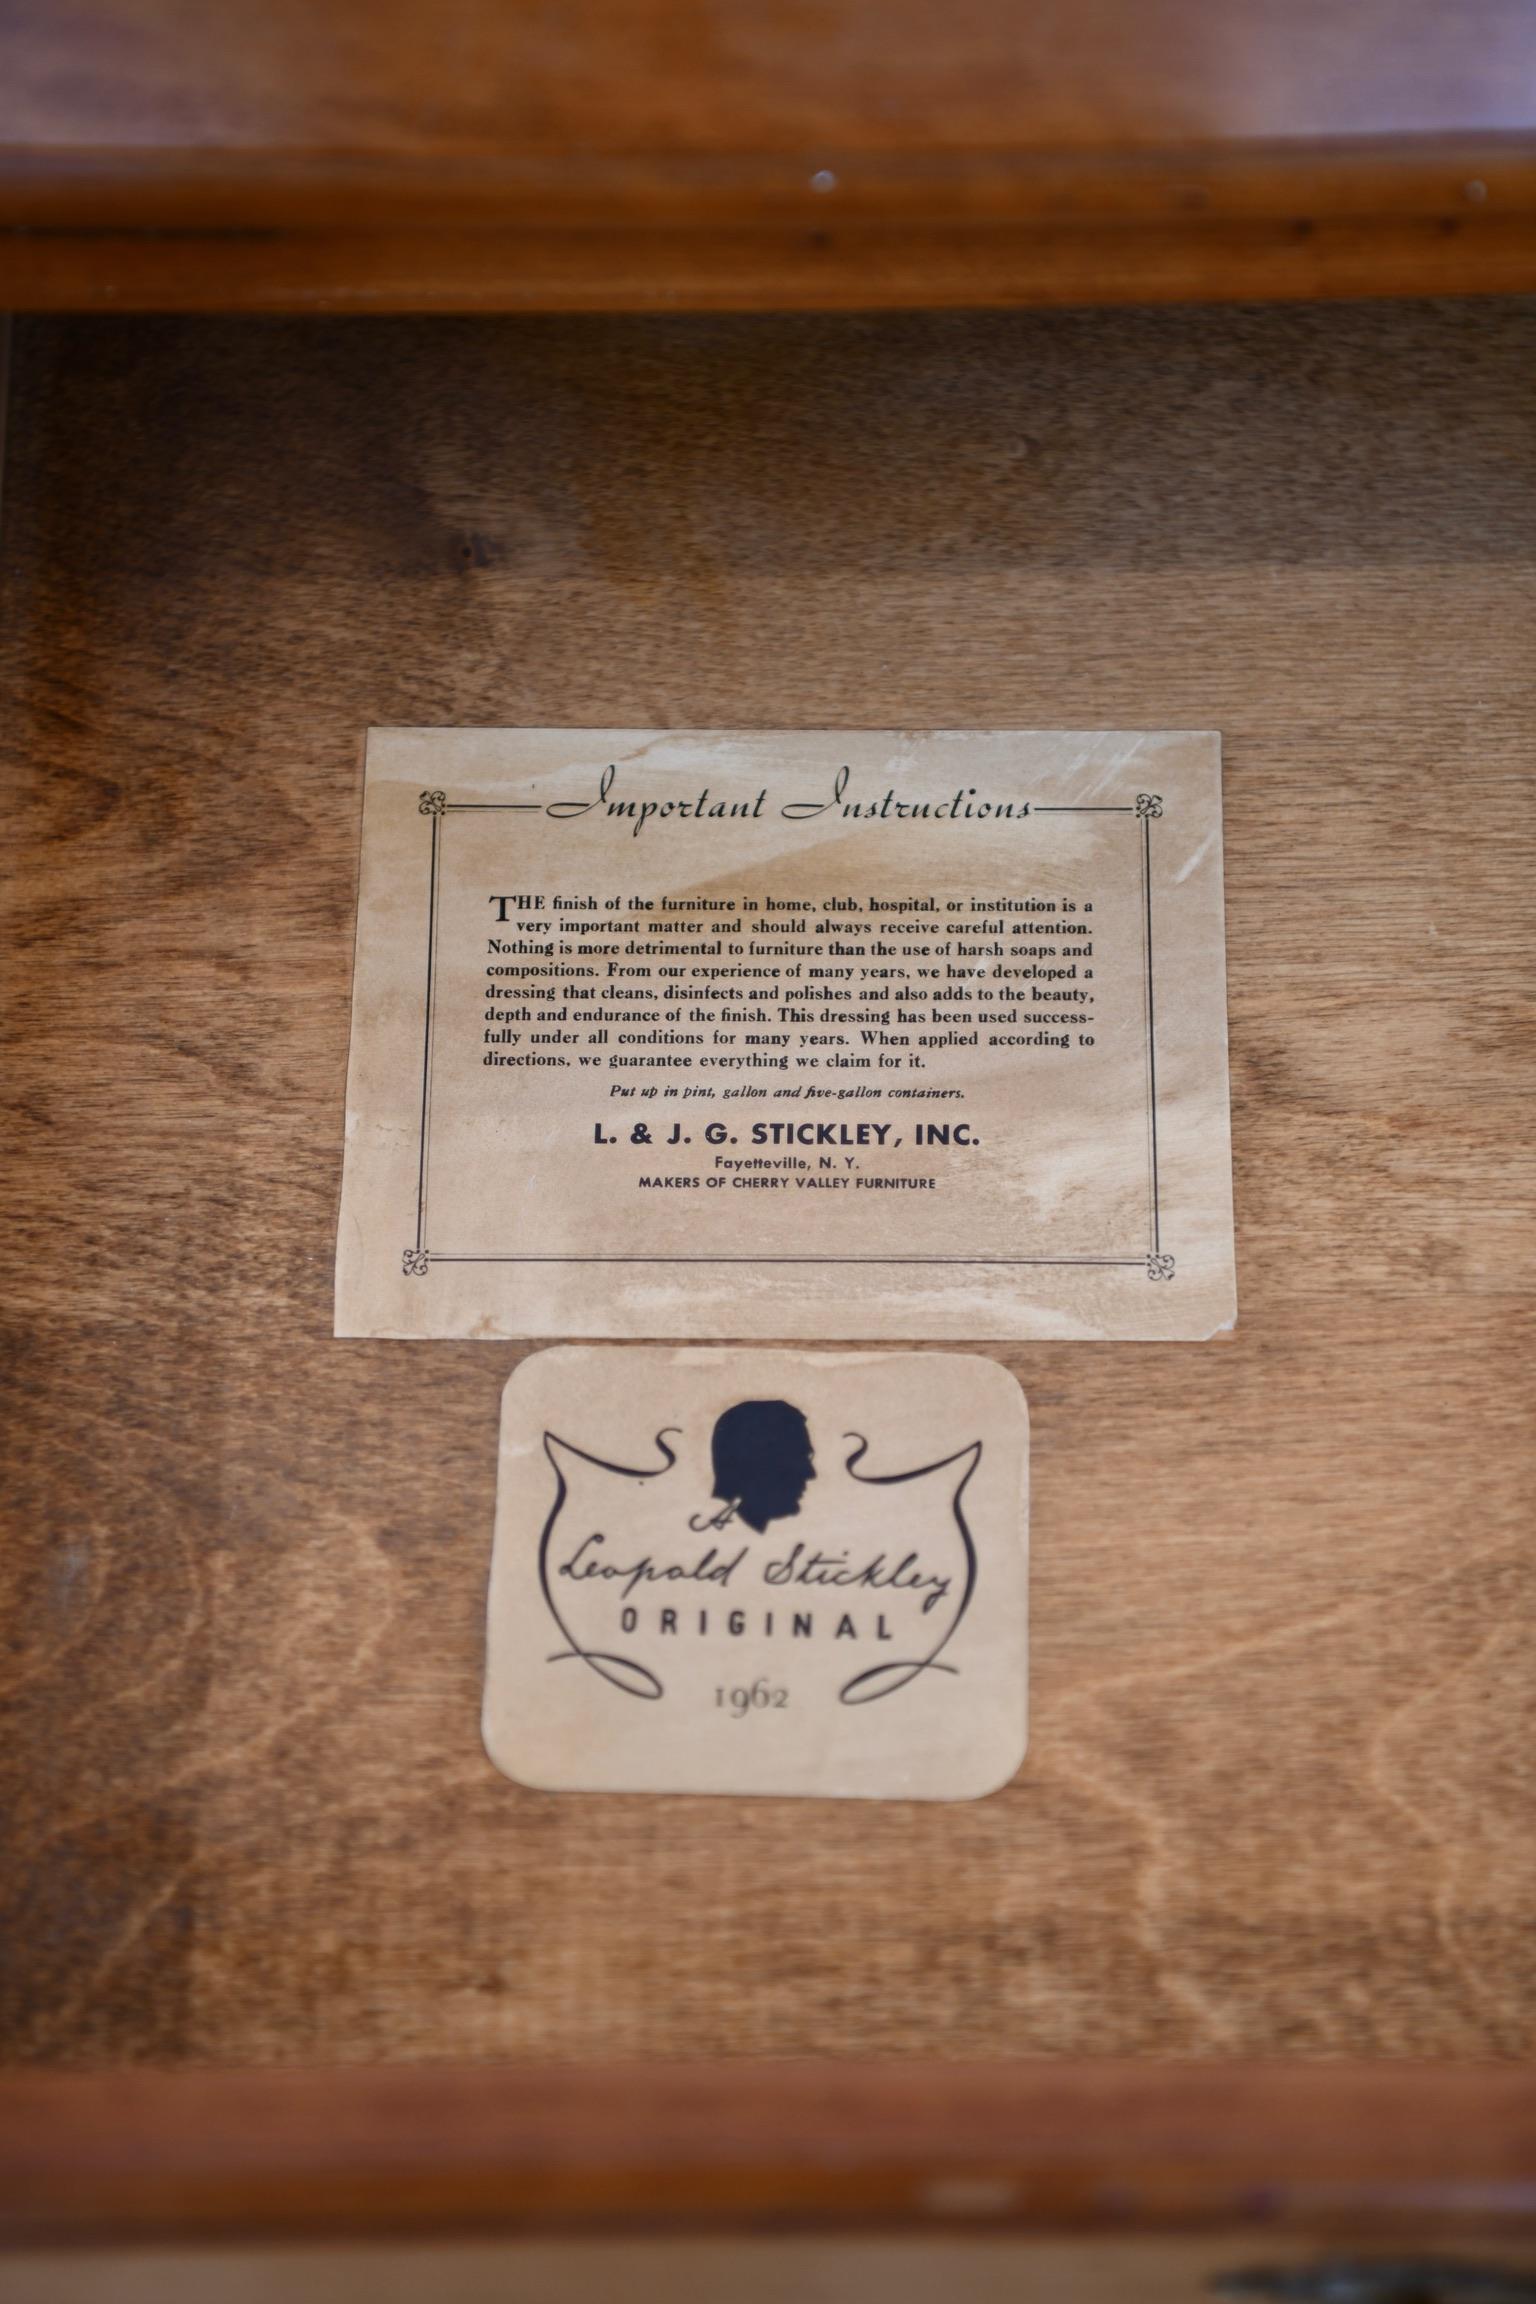 Important Instructions
THE finish of the furniture in home, club, hospital, or institution is a
very important matter and should always receive careful attention.
Nothing is more detrimental to furniture than the use of harsh soaps and
compositions. From our experience of many years, we have developed a
dressing that cleans, disinfects and polishes and also adds to the beauty,
depth and endurance of the finish. This dressing has been used success-
fully under all conditions for many years. When applied according to
directions, we guarantee everything we claim for it.
Put up in pint, gallon and five-gallon containers.
L. & J. G. STICKLEY, INC.
Fayetteville, N. Y.
MAKERS OF CHERRY VALLEY FURNITURE
A
Leopold Stickley
ORIGINAL
1962